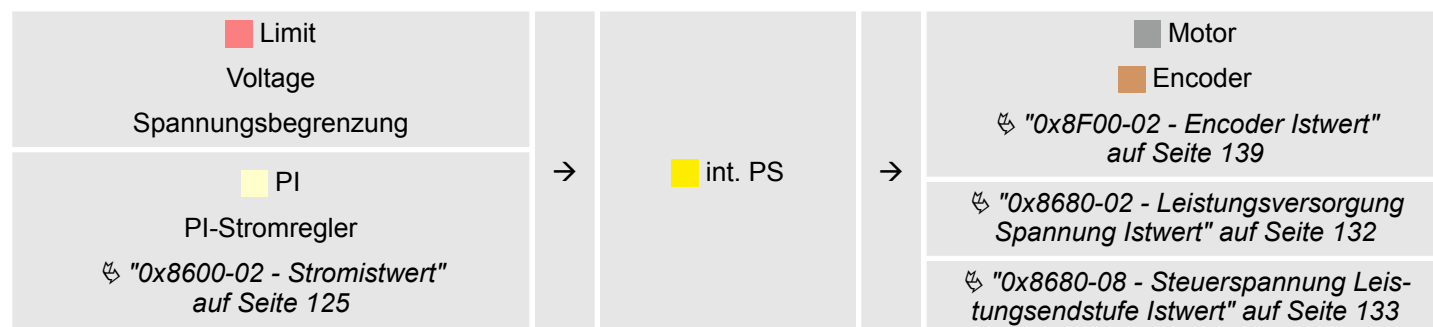 Limit
Voltage
Spannungsbegrenzung
PI
PI-Stromregler
↳ "0x8600-02 - Stromistwert"
auf Seite 125
→
int. PS
→
Motor
Encoder
↳ "0x8F00-02 - Encoder Istwert"
auf Seite 139
↳ "0x8680-02 - Leistungsversorgung
Spannung Istwert" auf Seite 132
↳ "0x8680-08 - Steuerspannung Leis-
tungsendstufe Istwert" auf Seite 133